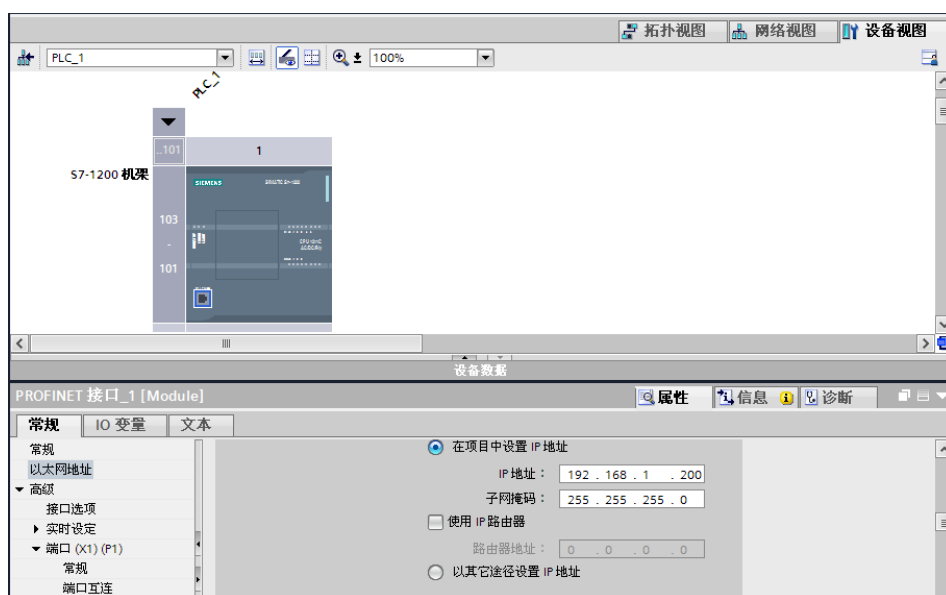 拓扑视图 网络视图 设备视图
PLC_1 100%
PLC_1
..101 1
S7-1200 机架
SIEMENS SIMATIC S7-1200
103
-
101
设备数据
PROFINET 接口_1 [Module] 属性 信息 诊断
常规 IO 变量 文本
常规
以太网地址
高级
接口选项
实时设定
端口 (X1) (P1)
常规
端口互连
在项目中设置 IP 地址
IP 地址: 192 . 168 . 1 . 200
子网掩码: 255 . 255 . 255 . 0
使用 IP 路由器
路由器地址: 0 . 0 . 0 . 0
以其它途径设置 IP 地址